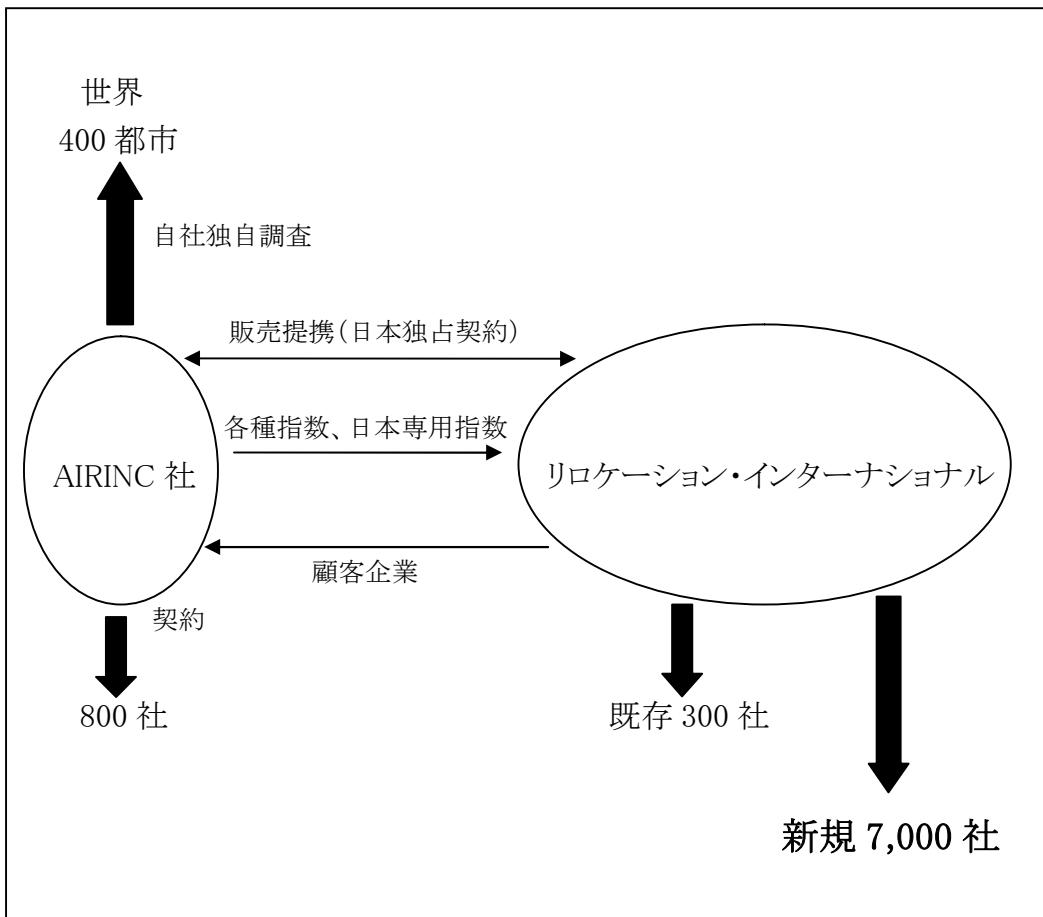 世界
400 都市
自社独自調査
販売提携(日本独占契約)
各種指数、日本専用指数
AIRINC 社
リロケーション・インターナショナル
顧客企業
契約
800 社
既存 300 社
新規 7,000 社